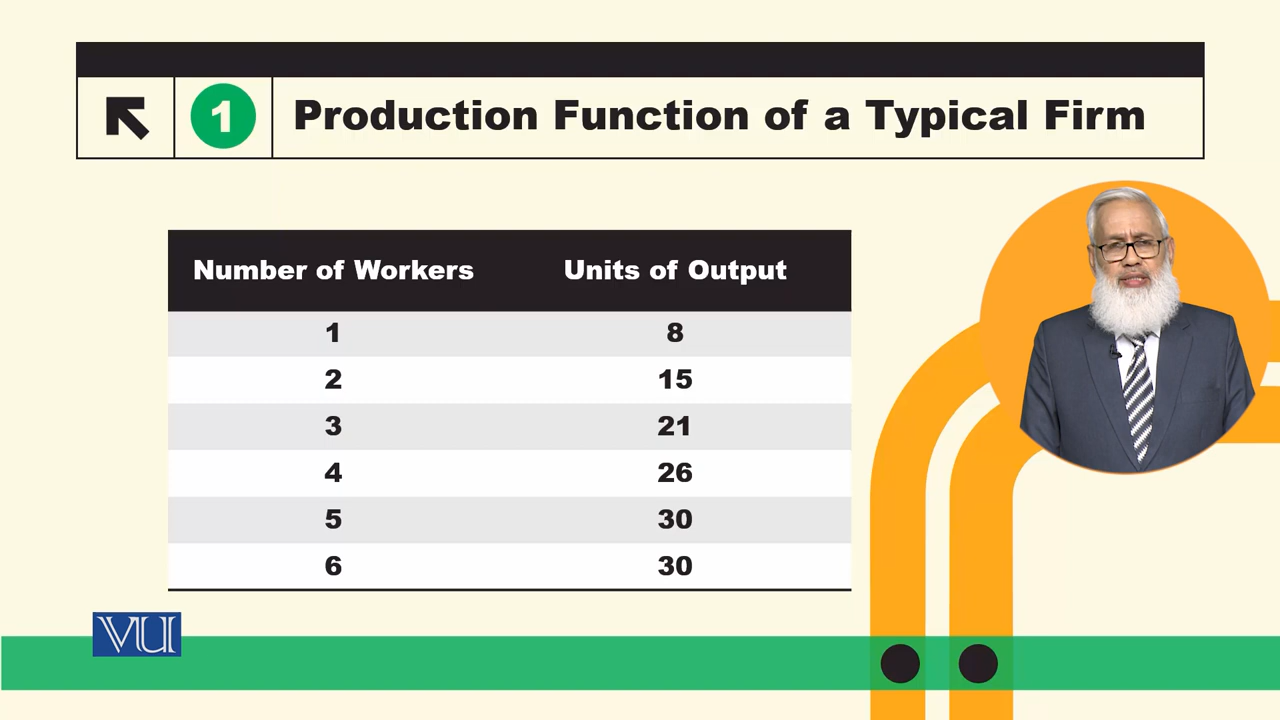 1 Production Function of a Typical Firm
Number of Workers Units of Output
1 8
2 15
3 21
4 26
5 30
6 30
VU